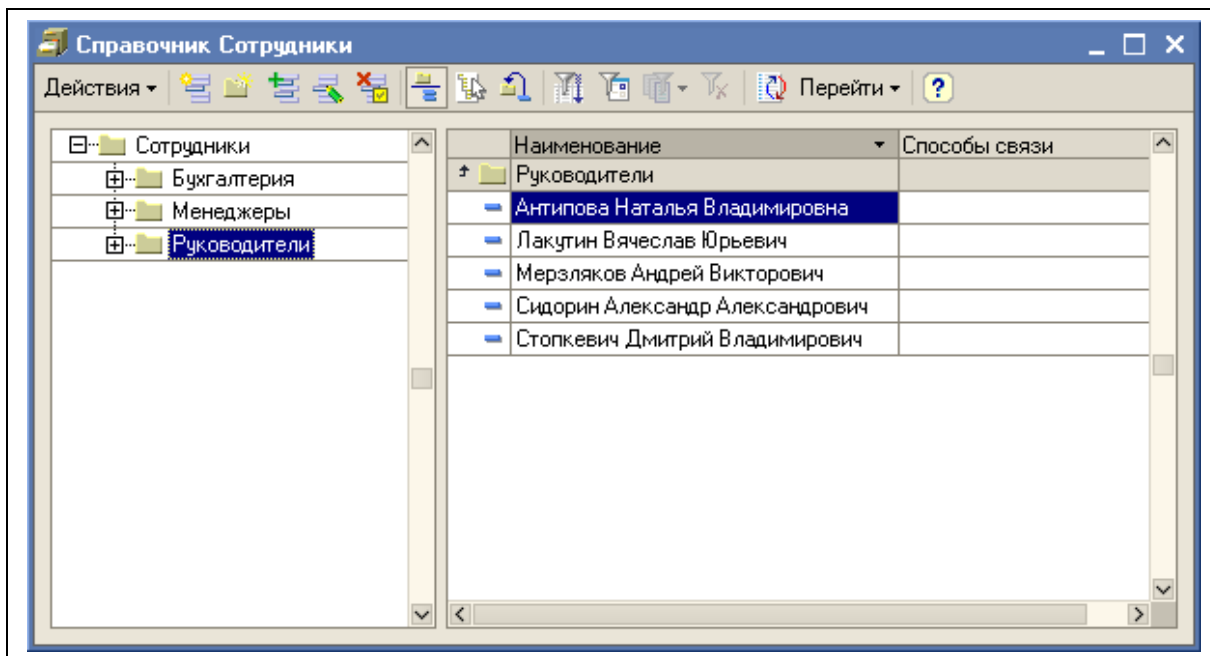 Справочник Сотрудники
Действия Перейти ?
Сотрудники
Бухгалтерия
Менеджеры
Руководители
Наименование Способы связи
Руководители
Антипова Наталья Владимировна
Лакутин Вячеслав Юрьевич
Мерзляков Андрей Викторович
Сидорин Александр Александрович
Стопкевич Дмитрий Владимирович